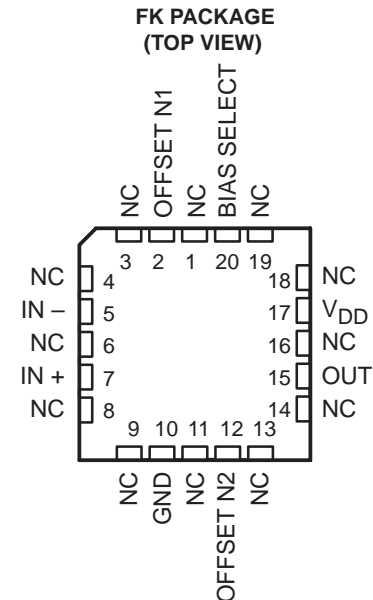 FK PACKAGE
(TOP VIEW)
NC
OFFSET N1
NC
BIAS SELECT
NC
3 2 1 20 19
NC 4
IN – 5
NC 6
IN + 7
NC 8
18 NC
17 VDD
16 NC
15 OUT
14 NC
9 10 11 12 13
NC
GND
NC
OFFSET N2
NC